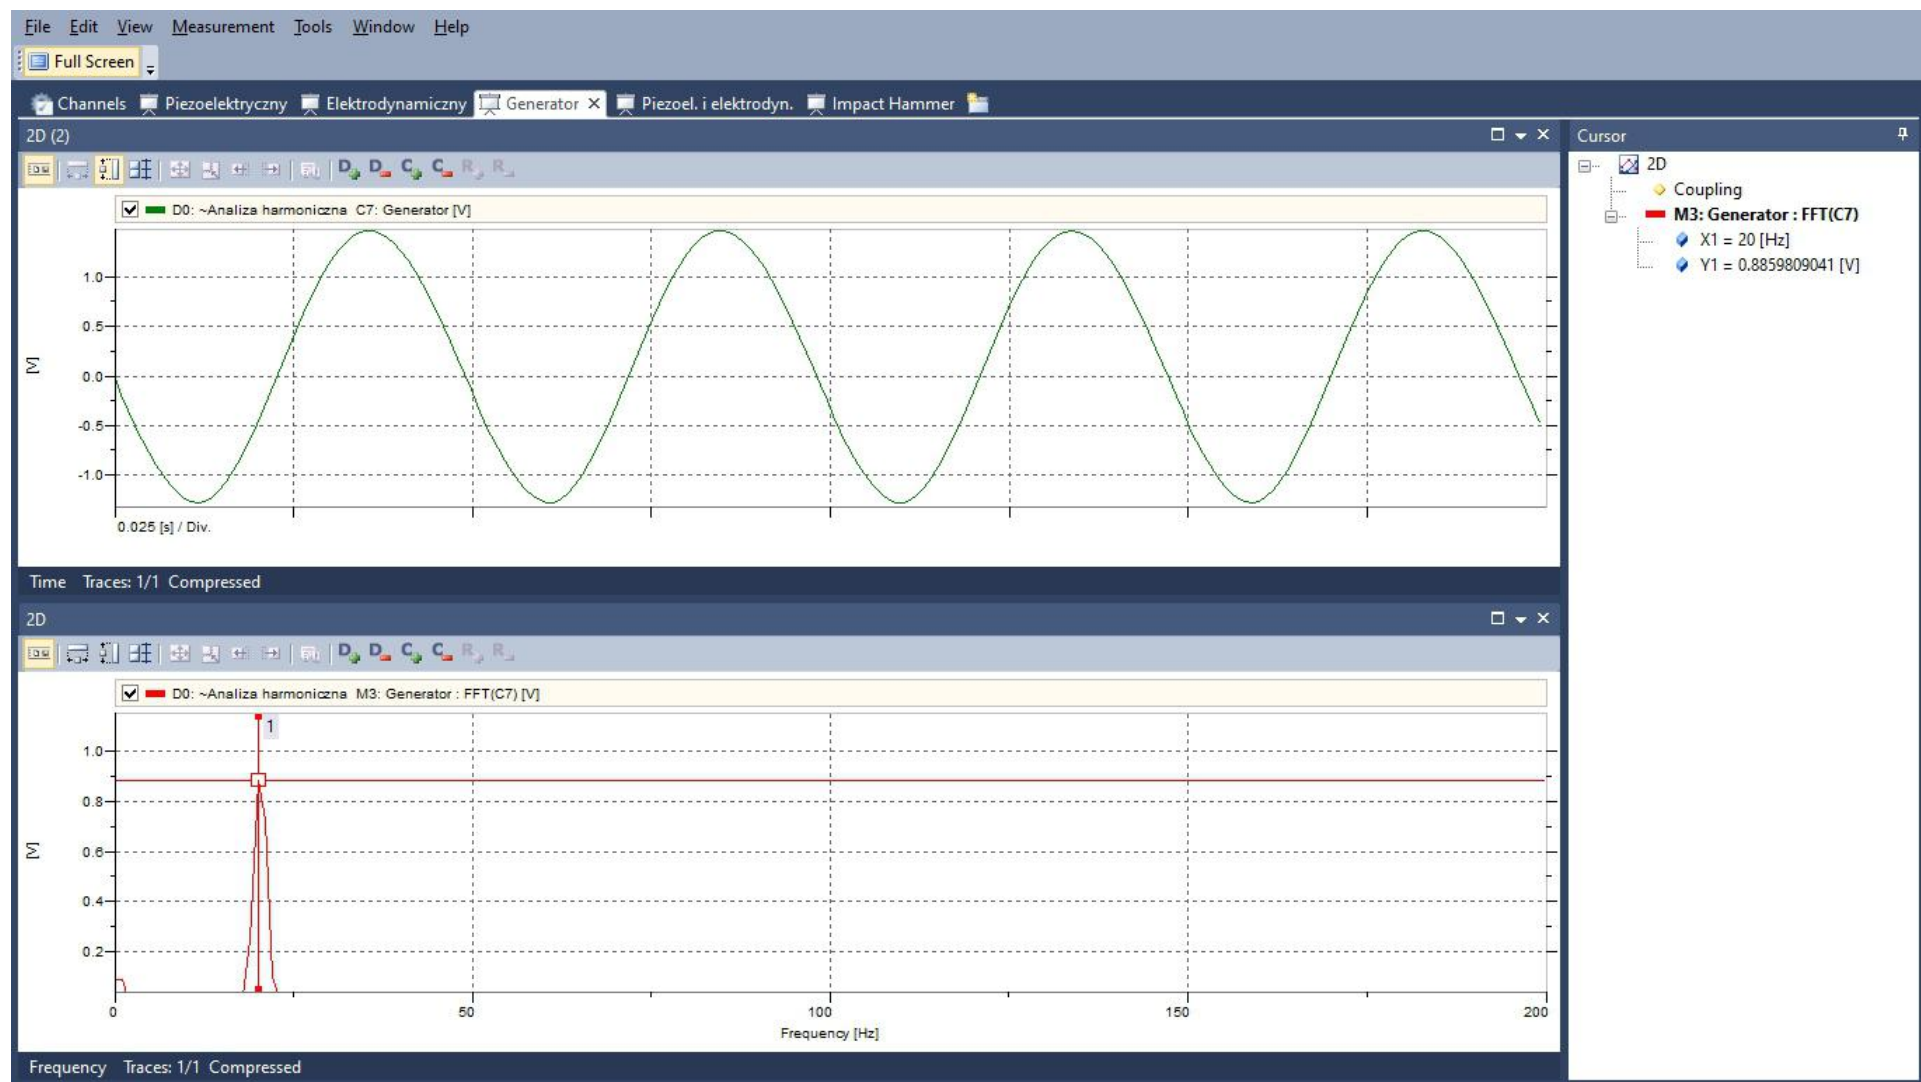 File Edit View Measurement Tools Window Help
Full Screen
Channels Piezoelektryczny Elektrodynamiczny Generator Piezoel. i elektrodyn. Impact Hammer
2D (2)
D D C C R R
D0: ~Analiza harmoniczna C7: Generator [V]
1.0
0.5
[V]
0.0
-0.5
-1.0
0.025 [s] / Div.
Time Traces: 1/1 Compressed
2D
D D C C R R
D0: ~Analiza harmoniczna M3: Generator : FFT(C7) [V]
1
1.0
0.8
[V]
0.6
0.4
0.2
0 50 100 150 200
Frequency [Hz]
Frequency Traces: 1/1 Compressed
Cursor
2D
Coupling
M3: Generator : FFT(C7)
X1 = 20 [Hz]
Y1 = 0.8859809041 [V]